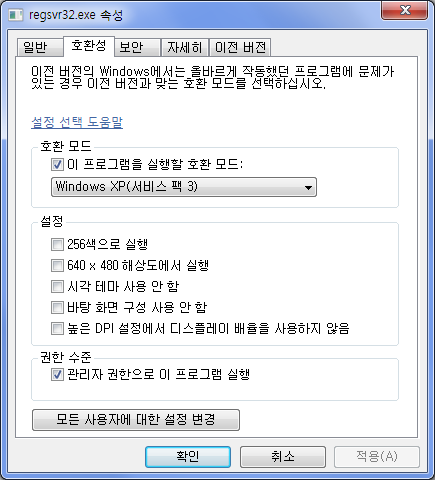 regsvr32.exe 속성
일반
호환성
보안
자세히
이전 버전
이전 버전의 Windows에서는 올바르게 작동했던 프로그램에 문제가
있는 경우 이전 버전과 맞는 호환 모드를 선택하십시오.
설정 선택 도움말
호환 모드
이 프로그램을 실행할 호환 모드:
Windows XP(서비스 팩 3)
설정
256색으로 실행
640 x 480 해상도에서 실행
시각 테마 사용 안 함
바탕 화면 구성 사용 안 함
높은 DPI 설정에서 디스플레이 배율을 사용하지 않음
권한 수준
관리자 권한으로 이 프로그램 실행
모든 사용자에 대한 설정 변경
확인
취소
적용(A)